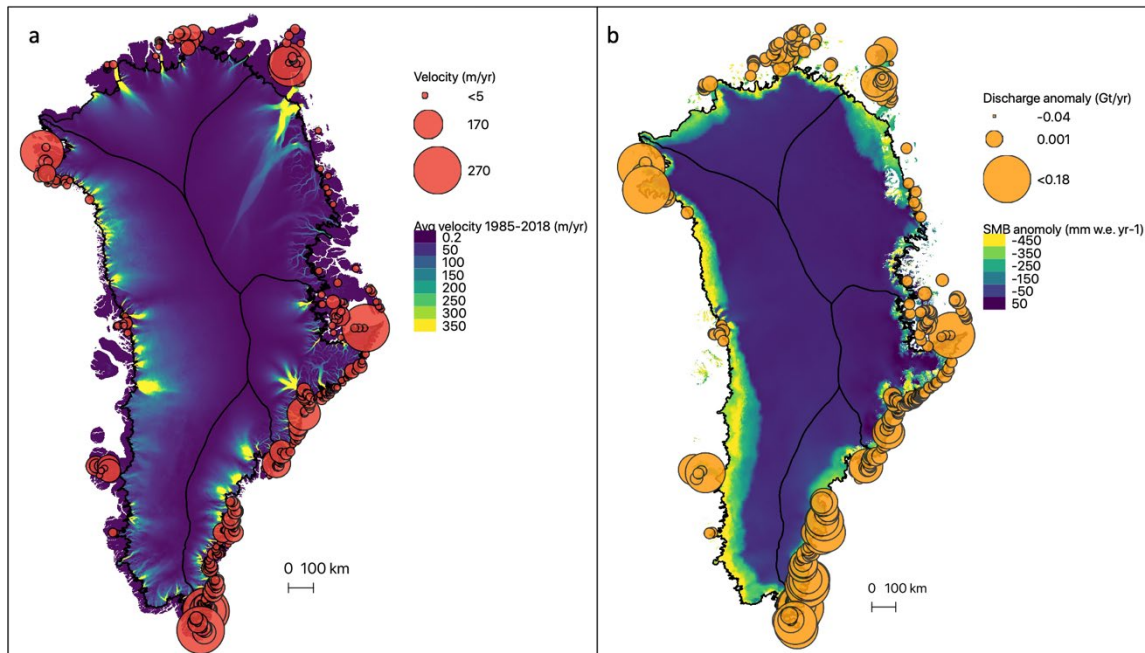 a
Velocity (m/yr)
<5
170
270
Avg velocity 1985-2018 (m/yr)
0.2
50
100
150
200
250
300
350
0 100 km
b
Discharge anomaly (Gt/yr)
-0.04
0.001
<0.18
SMB anomoly (mm w.e. yr-1)
-450
-350
-250
-150
-50
50
0 100 km